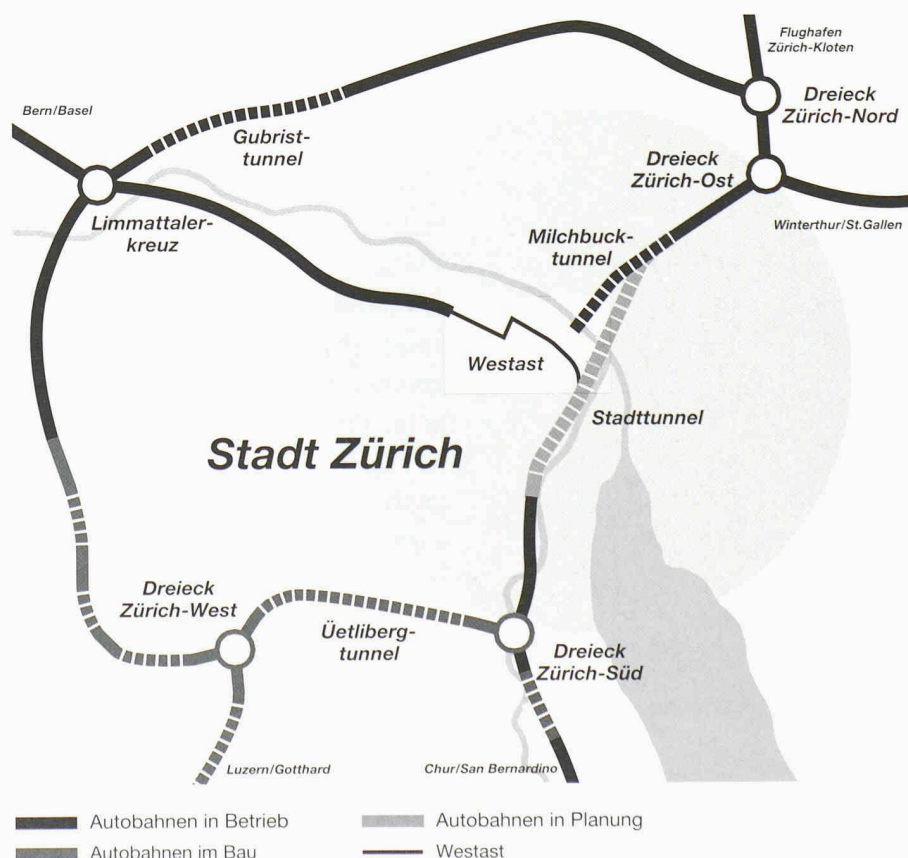 Flughafen
Zürich-Kloten
Bern/Basel
Dreieck
Zürich-Nord
Gubrist-
tunnel
Dreieck
Zürich-Ost
Limmattaler-
kreuz
Winterthur/St.Gallen
Milchbuck-
tunnel
Westast
Stadttunnel
Stadt Zürich
Dreieck
Zürich-West
Üetliberg-
tunnel
Dreieck
Zürich-Süd
Luzern/Gotthard
Chur/San Bernardino
Autobahnen in Betrieb
Autobahnen in Planung
Autobahnen im Bau
Westast